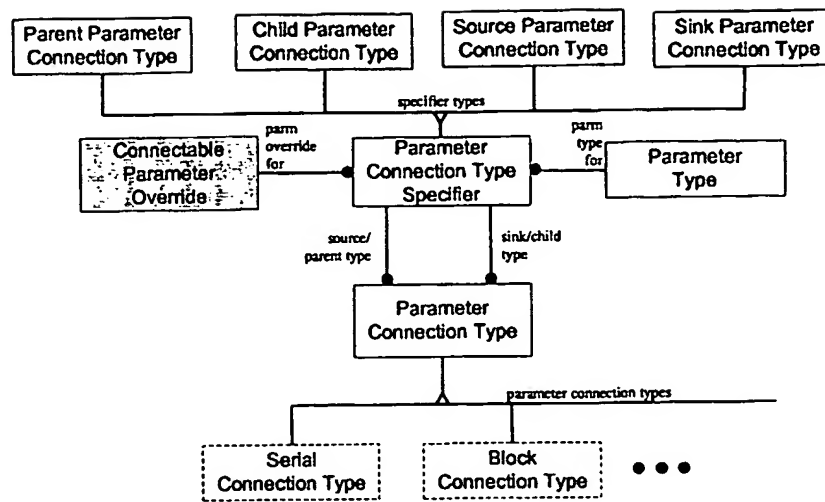 Parent Parameter
Connection Type
Child Parameter
Connection Type
Source Parameter
Connection Type
Sink Parameter
Connection Type
specifier types
Connectable
Parameter
Override
parm
override
for
Parameter
Connection Type
Specifier
parm
type
for
Parameter
Type
source/
parent type
sink/child
type
Parameter
Connection Type
parameter connection types
Serial
Connection Type
Block
Connection Type